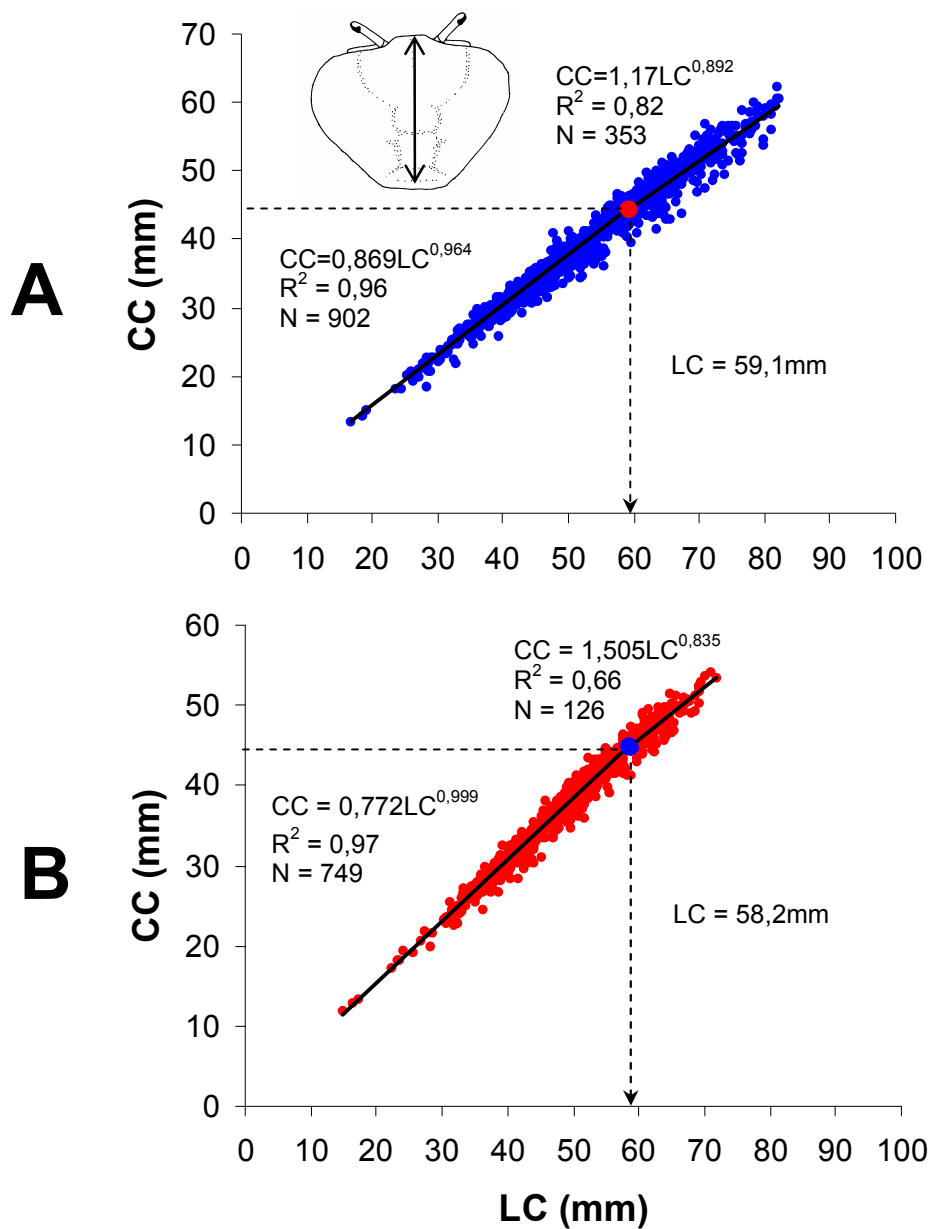 A
CC (mm)
70
60
50
40
30
20
10
0
CC=1,17LC^0,892
R² = 0,82
N = 353
CC=0,869LC^0,964
R² = 0,96
N = 902
LC = 59,1mm
0 10 20 30 40 50 60 70 80 90 100
B
CC (mm)
60
50
40
30
20
10
0
CC = 1,505LC^0,835
R² = 0,66
N = 126
CC = 0,772LC^0,999
R² = 0,97
N = 749
LC = 58,2mm
0 10 20 30 40 50 60 70 80 90 100
LC (mm)